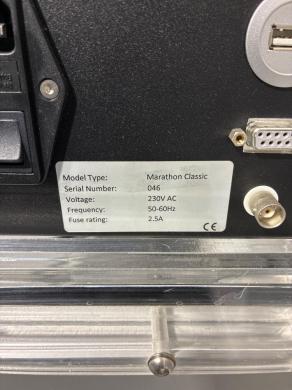 Model Type: Marathon Classic
Serial Number: 046
Voltage: 230V AC
Frequency: 50-60Hz
Fuse rating: 2.5A
CE